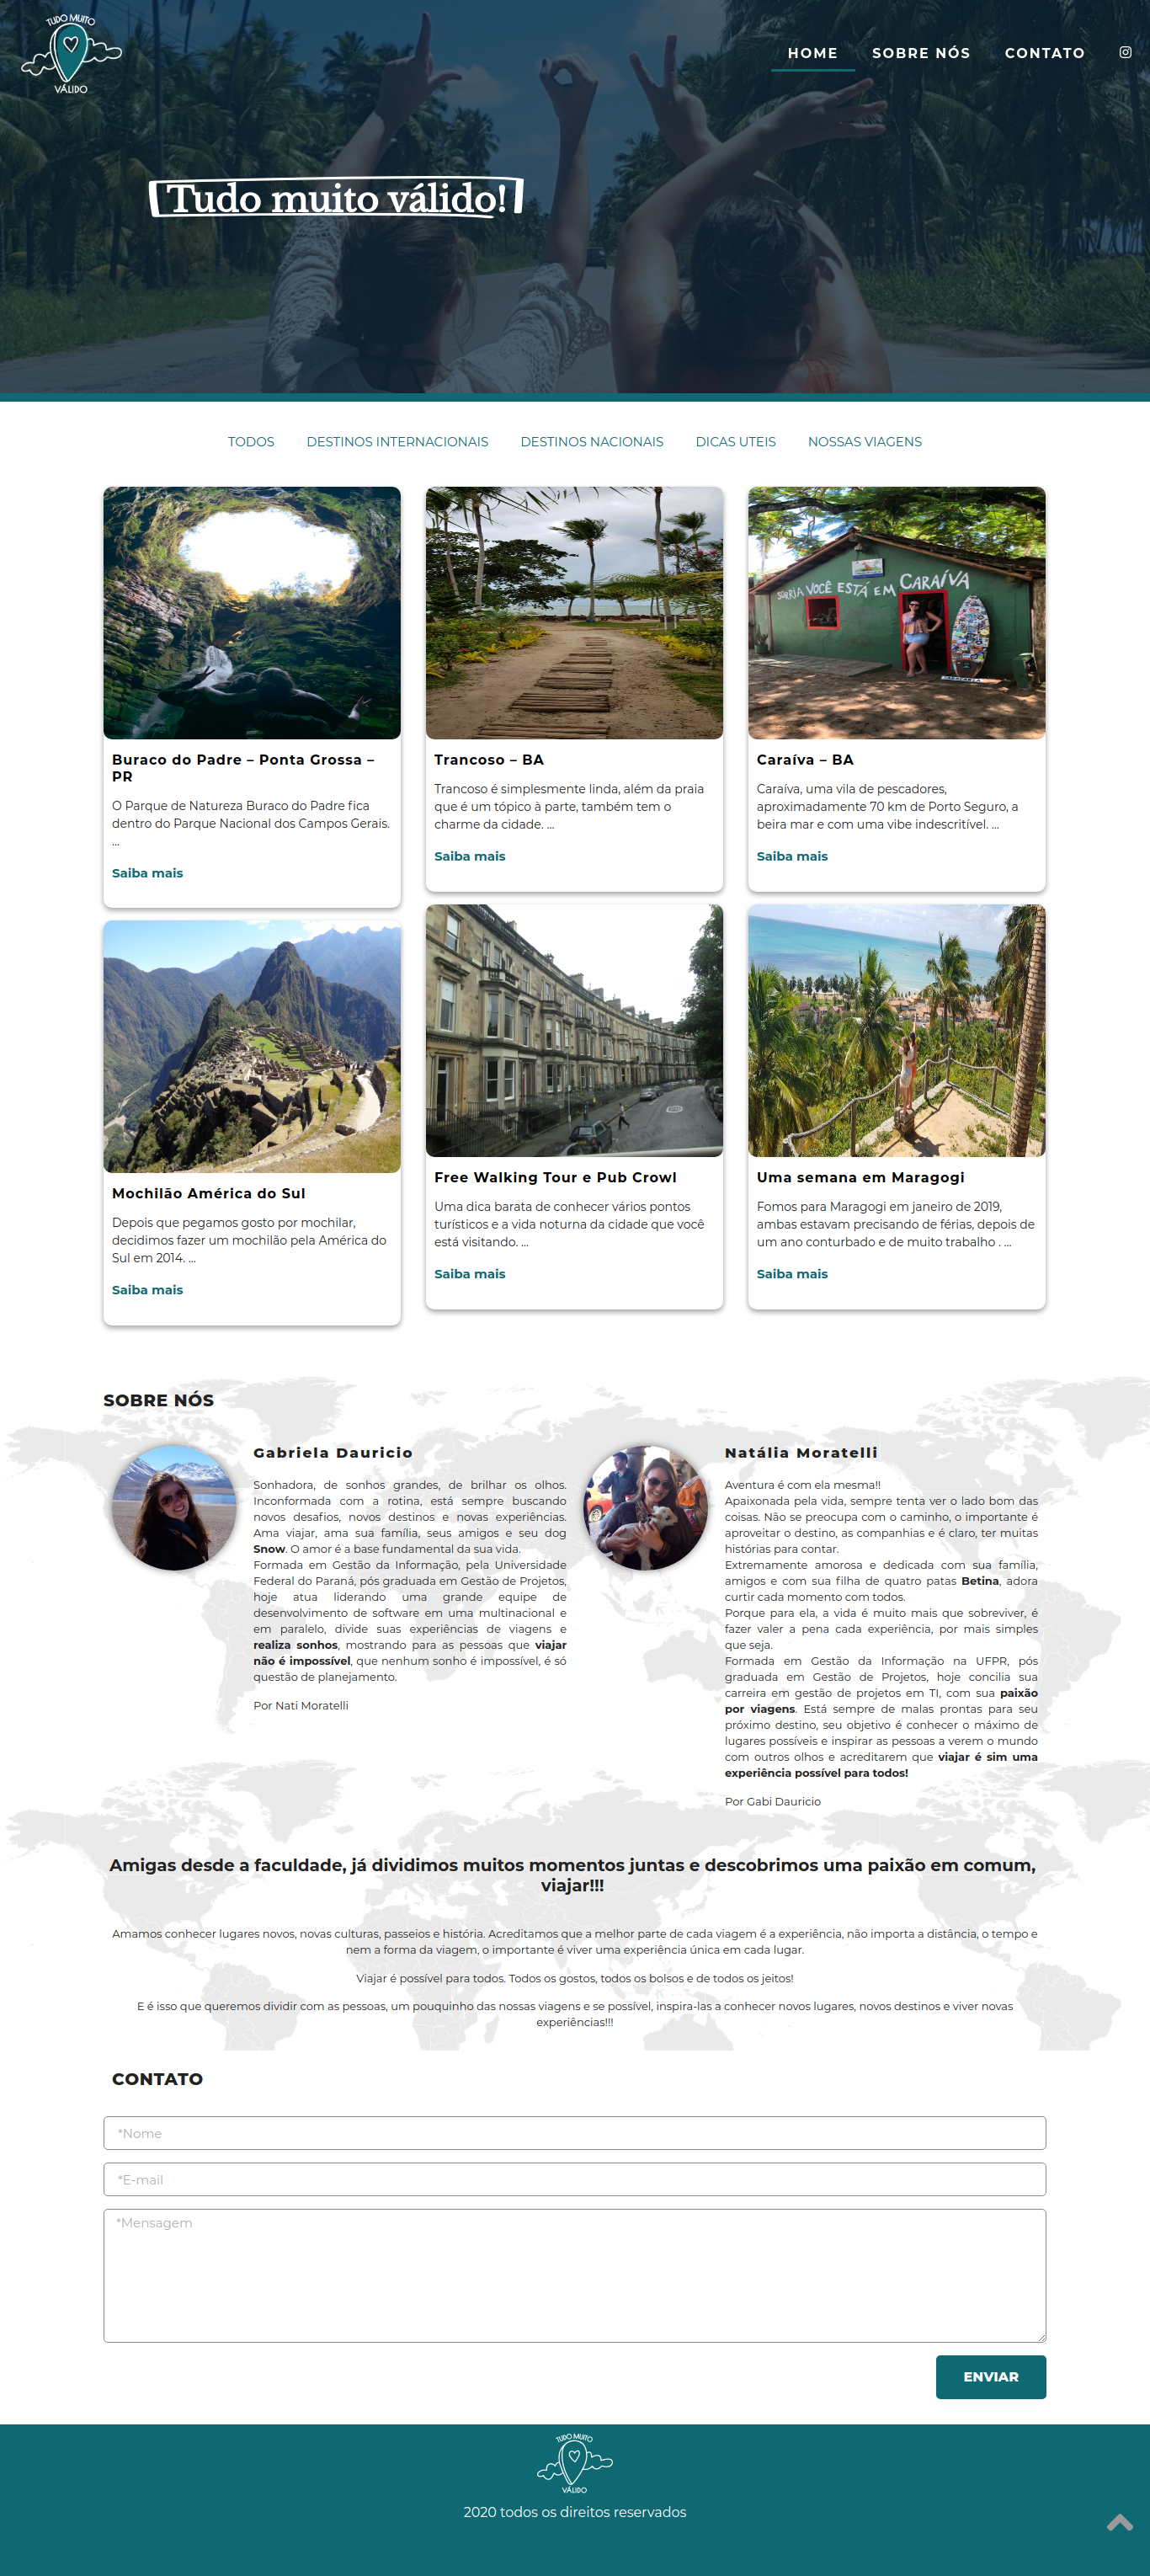 TUDO MUITO
VÁLIDO
HOME
SOBRE NÓS
CONTATO
Tudo muito válido!
TODOS
DESTINOS INTERNACIONAIS
DESTINOS NACIONAIS
DICAS UTEIS
NOSSAS VIAGENS
SORRIA VOCÊ ESTÁ EM CARAÍVA
Buraco do Padre – Ponta Grossa –
PR
O Parque de Natureza Buraco do Padre fica
dentro do Parque Nacional dos Campos Gerais.
...
Saiba mais
Trancoso – BA
Trancoso é simplesmente linda, além da praia
que é um tópico à parte, também tem o
charme da cidade. ...
Saiba mais
Caraíva – BA
Caraíva, uma vila de pescadores,
aproximadamente 70 km de Porto Seguro, a
beira mar e com uma vibe indescritível. ...
Saiba mais
Mochilão América do Sul
Depois que pegamos gosto por mochilar,
decidimos fazer um mochilão pela América do
Sul em 2014. ...
Saiba mais
Free Walking Tour e Pub Crowl
Uma dica barata de conhecer vários pontos
turísticos e a vida noturna da cidade que você
está visitando. ...
Saiba mais
Uma semana em Maragogi
Fomos para Maragogi em janeiro de 2019,
ambas estavam precisando de férias, depois de
um ano conturbado e de muito trabalho . ...
Saiba mais
SOBRE NÓS
Gabriela Dauricio
Sonhadora, de sonhos grandes, de brilhar os olhos.
Inconformada com a rotina, está sempre buscando
novos desafios, novos destinos e novas experiências.
Ama viajar, ama sua família, seus amigos e seu dog
Snow. O amor é a base fundamental da sua vida.
Formada em Gestão da Informação, pela Universidade
Federal do Paraná, pós graduada em Gestão de Projetos,
hoje atua liderando uma grande equipe de
desenvolvimento de software em uma multinacional e
em paralelo, divide suas experiências de viagens e
realiza sonhos, mostrando para as pessoas que viajar
não é impossível, que nenhum sonho é impossível, é só
questão de planejamento.
Por Nati Moratelli
Natália Moratelli
Aventura é com ela mesma!!
Apaixonada pela vida, sempre tenta ver o lado bom das
coisas. Não se preocupa com o caminho, o importante é
aproveitar o destino, as companhias e é claro, ter muitas
histórias para contar.
Extremamente amorosa e dedicada com sua família,
amigos e com sua filha de quatro patas Betina, adora
curtir cada momento com todos.
Porque para ela, a vida é muito mais que sobreviver, é
fazer valer a pena cada experiência, por mais simples
que seja.
Formada em Gestão da Informação na UFPR, pós
graduada em Gestão de Projetos, hoje concilia sua
carreira em gestão de projetos em TI, com sua paixão
por viagens. Está sempre de malas prontas para seu
próximo destino, seu objetivo é conhecer o máximo de
lugares possíveis e inspirar as pessoas a verem o mundo
com outros olhos e acreditarem que viajar é sim uma
experiência possível para todos!
Por Gabi Dauricio
Amigas desde a faculdade, já dividimos muitos momentos juntas e descobrimos uma paixão em comum,
viajar!!!
Amamos conhecer lugares novos, novas culturas, passeios e história. Acreditamos que a melhor parte de cada viagem é a experiência, não importa a distância, o tempo e
nem a forma da viagem, o importante é viver uma experiência única em cada lugar.
Viajar é possível para todos. Todos os gostos, todos os bolsos e de todos os jeitos!
E é isso que queremos dividir com as pessoas, um pouquinho das nossas viagens e se possível, inspira-las a conhecer novos lugares, novos destinos e viver novas
experiências!!!
CONTATO
*Nome
*E-mail
*Mensagem
ENVIAR
TUDO MUITO
VÁLIDO
2020 todos os direitos reservados